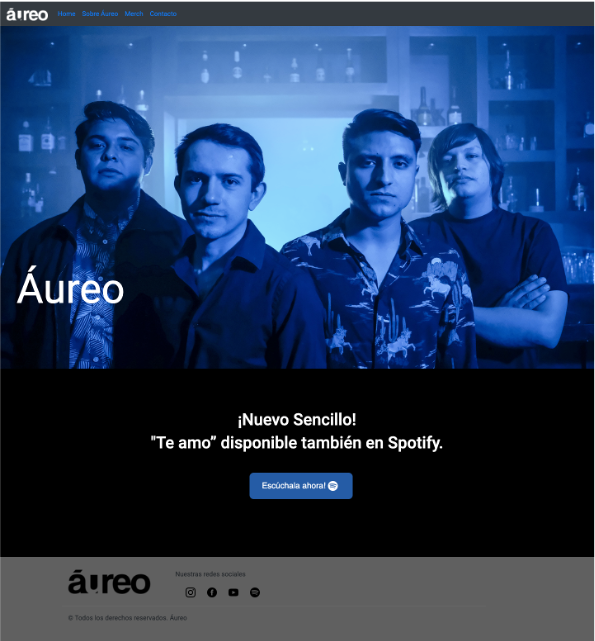 áureo Home Sobre Áureo Merch Contacto
Áureo
¡Nuevo Sencillo!
"Te amo” disponible también en Spotify.
Escúchala ahora!
áureo
Nuestras redes sociales
© Todos los derechos reservados, Áureo